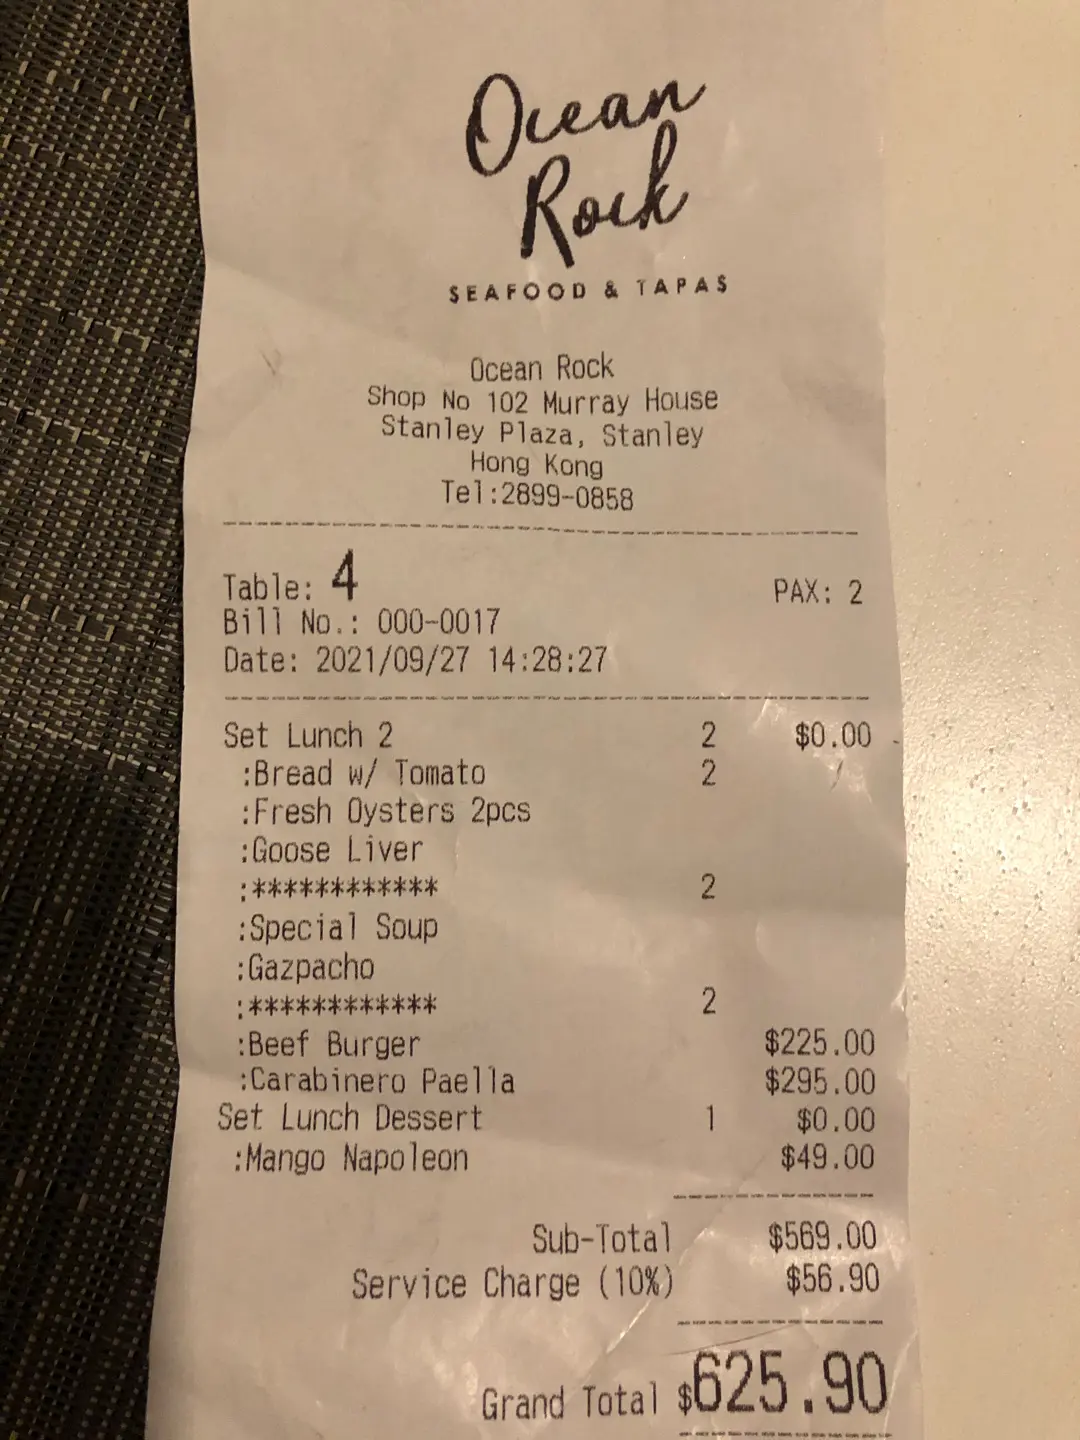 Ocean
Rock
SEAFOOD & TAPAS
Ocean Rock
Shop No 102 Murray House
Stanley Plaza, Stanley
Hong Kong
Tel:2899-0858
Table: 4 PAX: 2
Bill No.: 000-0017
Date: 2021/09/27 14:28:27
Set Lunch 2 2 $0.00
:Bread w/ Tomato 2
:Fresh Oysters 2pcs
:Goose Liver
:************ 2
:Special Soup
:Gazpacho
:************ 2
:Beef Burger $225.00
:Carabinero Paella $295.00
Set Lunch Dessert 1 $0.00
:Mango Napoleon $49.00
Sub-Total $569.00
Service Charge (10%) $56.90
Grand Total $625.90